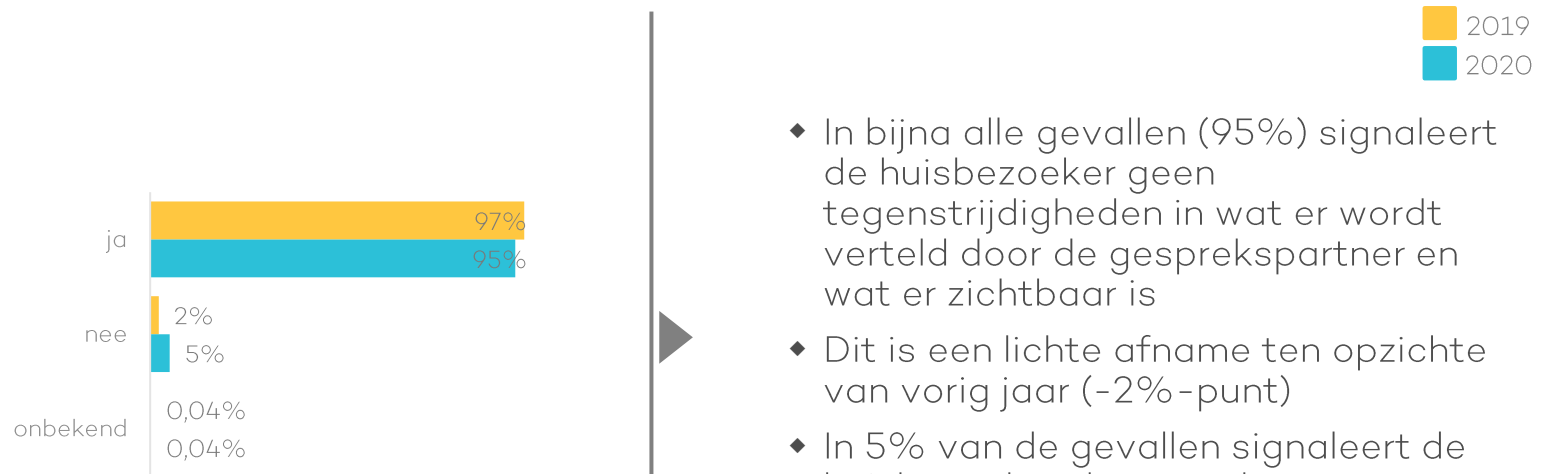 2019
2020
ja
97%
95%
nee
2%
5%
onbekend
0,04%
0,04%
In bijna alle gevallen (95%) signaleert
de huisbezoeker geen
tegenstrijdigheden in wat er wordt
verteld door de gesprekspartner en
wat er zichtbaar is
Dit is een lichte afname ten opzichte
van vorig jaar (-2%-punt)
In 5% van de gevallen signaleert de